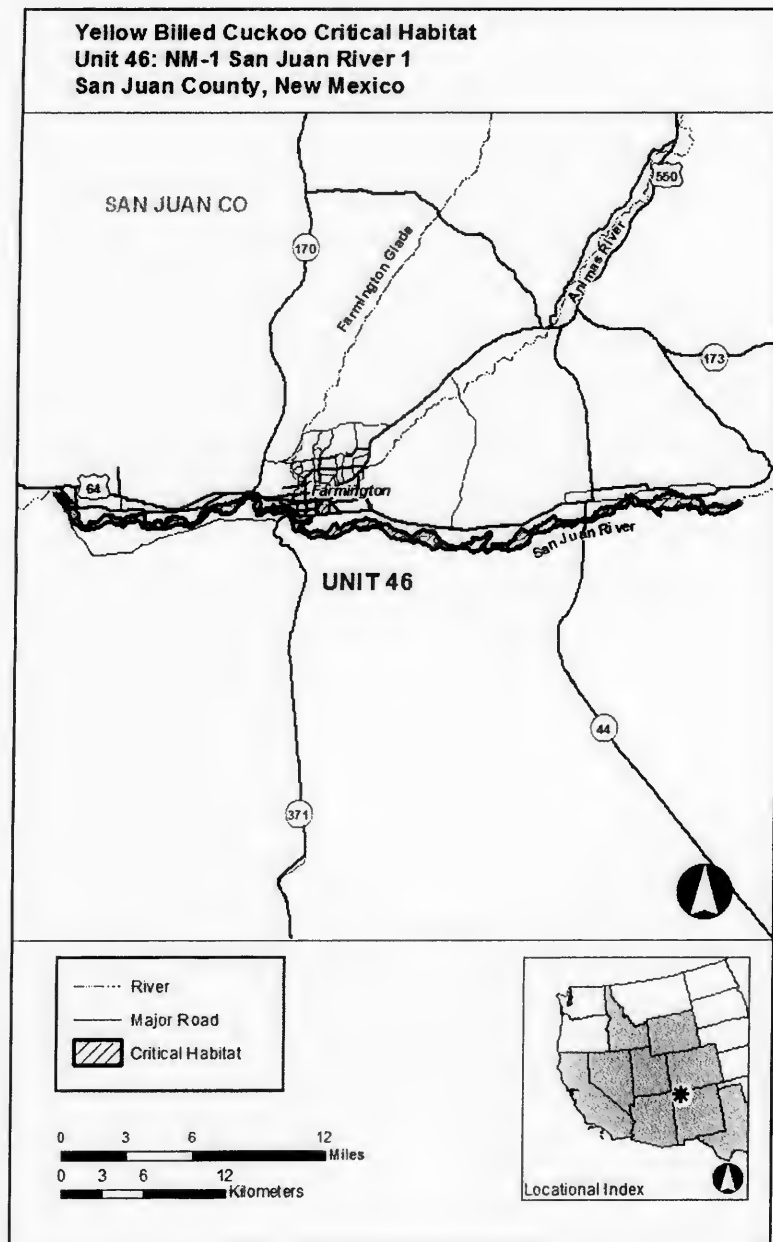 Yellow Billed Cuckoo Critical Habitat
Unit 46: NM-1 San Juan River 1
San Juan County, New Mexico
550
SAN JUAN CO
170
Farmington Glade
Animas River
173
64
Farmington
San Juan River
UNIT 46
44
371
River
Major Road
Critical Habitat
0 3 6 12
Miles
0 3 6 12
Kilometers
Locational Index